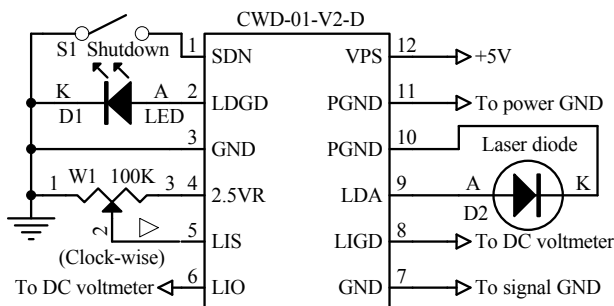 CWD-01-V2-D
S1 Shutdown 1 SDN VPS 12 +5V
K D1 A LED 2 LDGD PGND 11 To power GND
3 GND PGND 10 Laser diode
1 W1 100K 3 4 2.5VR LDA 9 A D2 K
2 (Clock-wise) 5 LIS LIGD 8 To DC voltmeter
To DC voltmeter 6 LIO GND 7 To signal GND